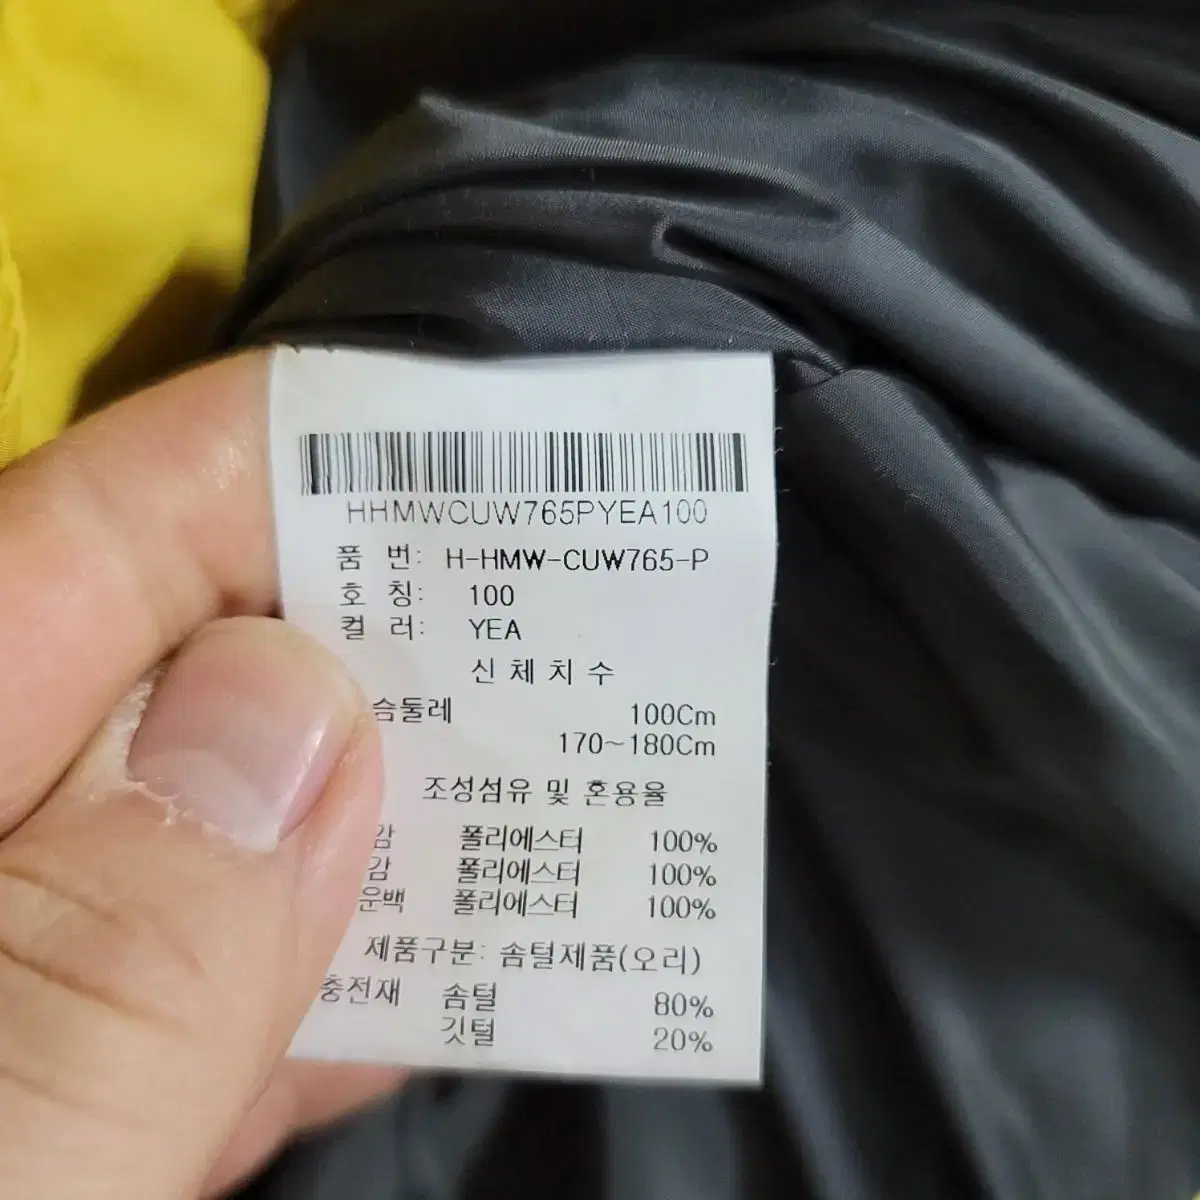 HHMWCUW765PYEA100
품 번: H-HMW-CUW765-P
호 칭: 100
컬 러: YEA
신 체 치 수
슴둘레 100Cm
170~180Cm
조성섬유 및 혼용율
감 폴리에스터 100%
감 폴리에스터 100%
운백 폴리에스터 100%
제품구분: 솜털제품(오리)
충전재 솜털 80%
깃털 20%